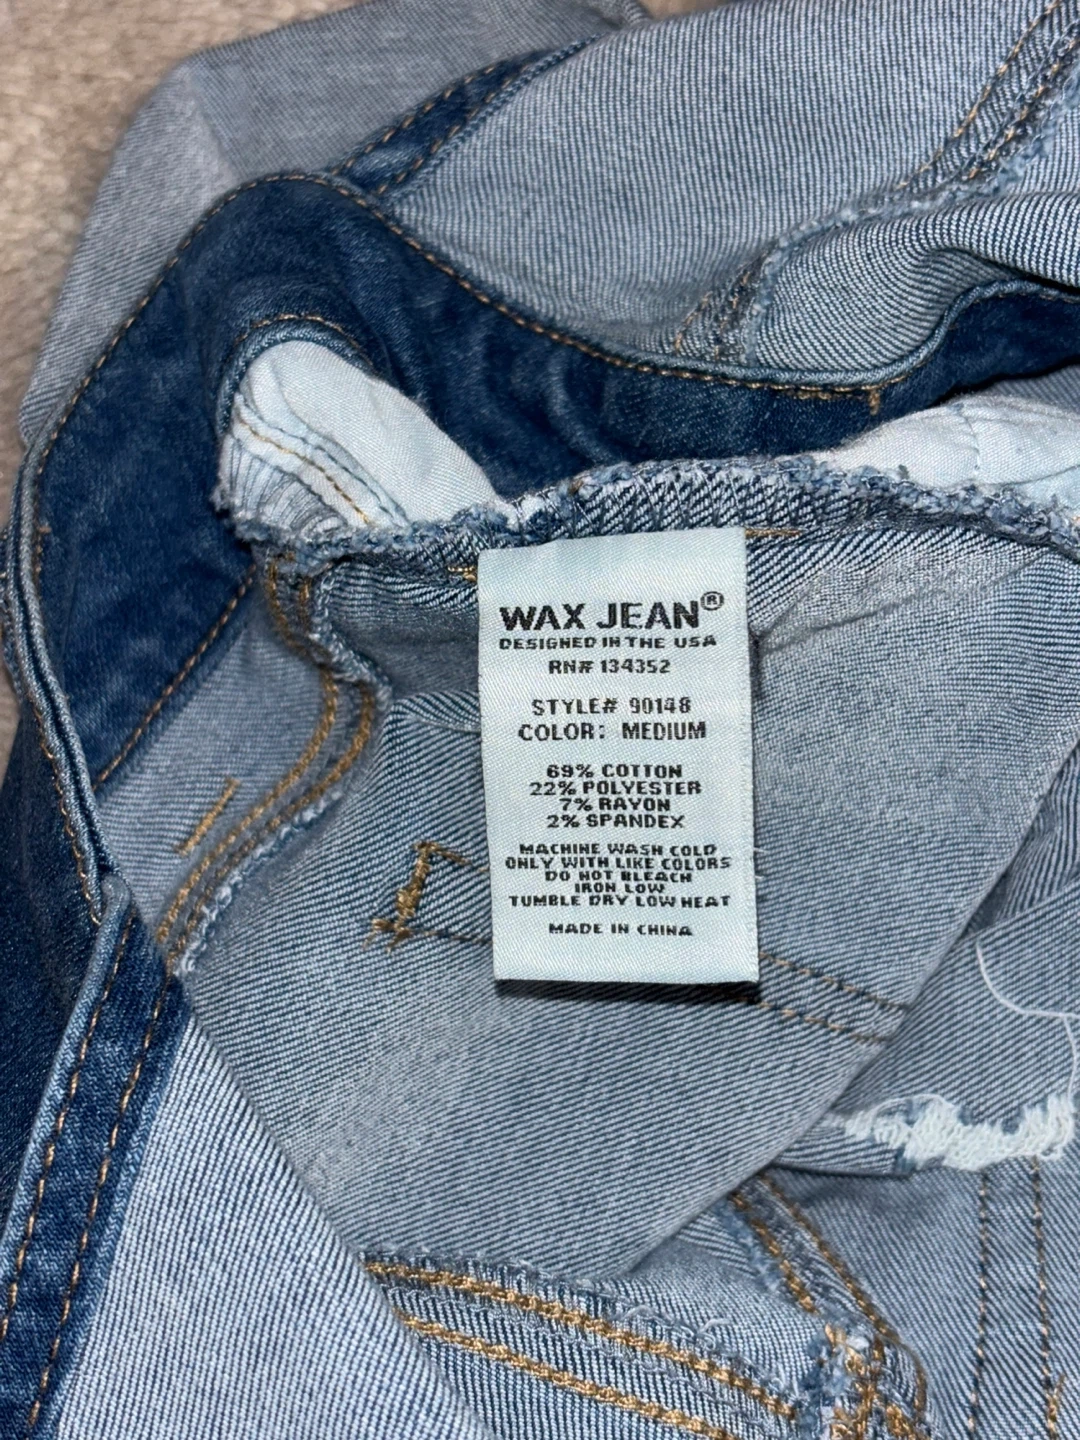 WAX JEAN®
DESIGNED IN THE USA
RN# 134352
STYLE# 90148
COLOR: MEDIUM
69% COTTON
22% POLYESTER
7% RAYON
2% SPANDEX
MACHINE WASH COLD
ONLY WITH LIKE COLORS
DO NOT BLEACH
IRON LOW
TUMBLE DRY LOW HEAT
MADE IN CHINA